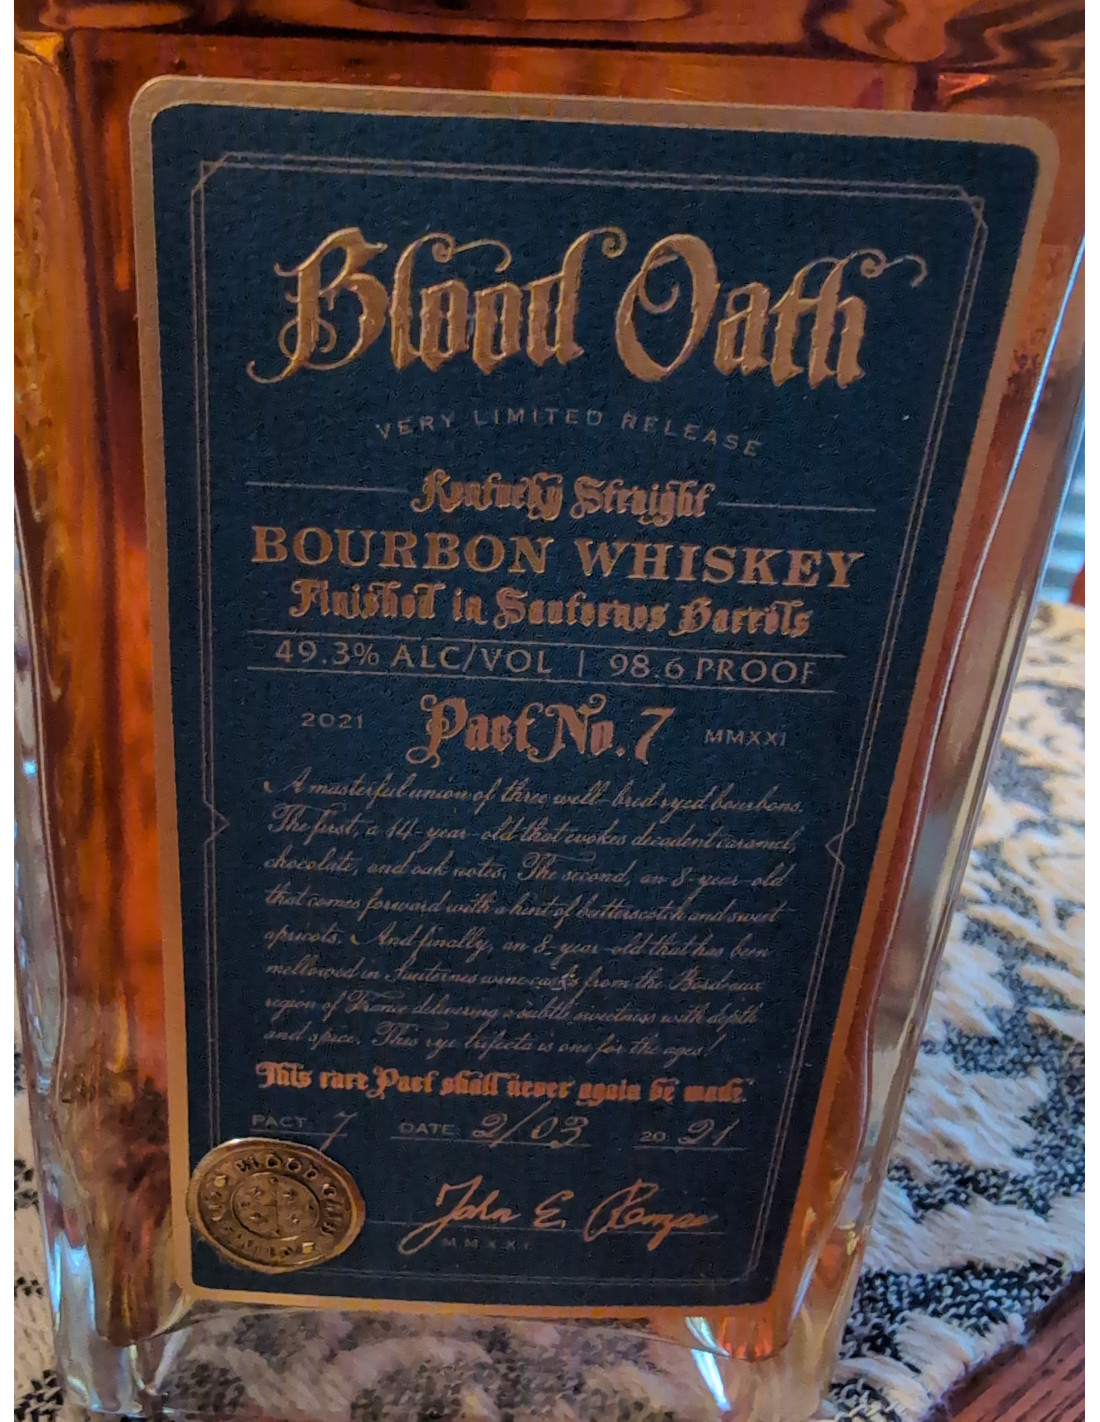 Blood Oath
VERY LIMITED RELEASE
Kentucky Straight
BOURBON WHISKEY
Finished in Sauternes Barrels
49.3% ALC/VOL | 98.6 PROOF
2021 Pact No. 7 MMXXI
A masterful union of three well-bred ryed bourbons.
The first, a 14-year-old that evokes decadent caramel,
chocolate, and oak notes. The second, an 8-year-old
that comes forward with a hint of butterscotch and sweet
apricots. And finally, an 8-year-old that has been
mellowed in Sauternes wine casks from the Bordeaux
region of France delivering a subtle sweetness with depth
and spice. This rye trifecta is one for the ages!
This rare Pact shall never again be made.
PACT 7 DATE 2/03 20 21
John E. Rempe
MMXXI